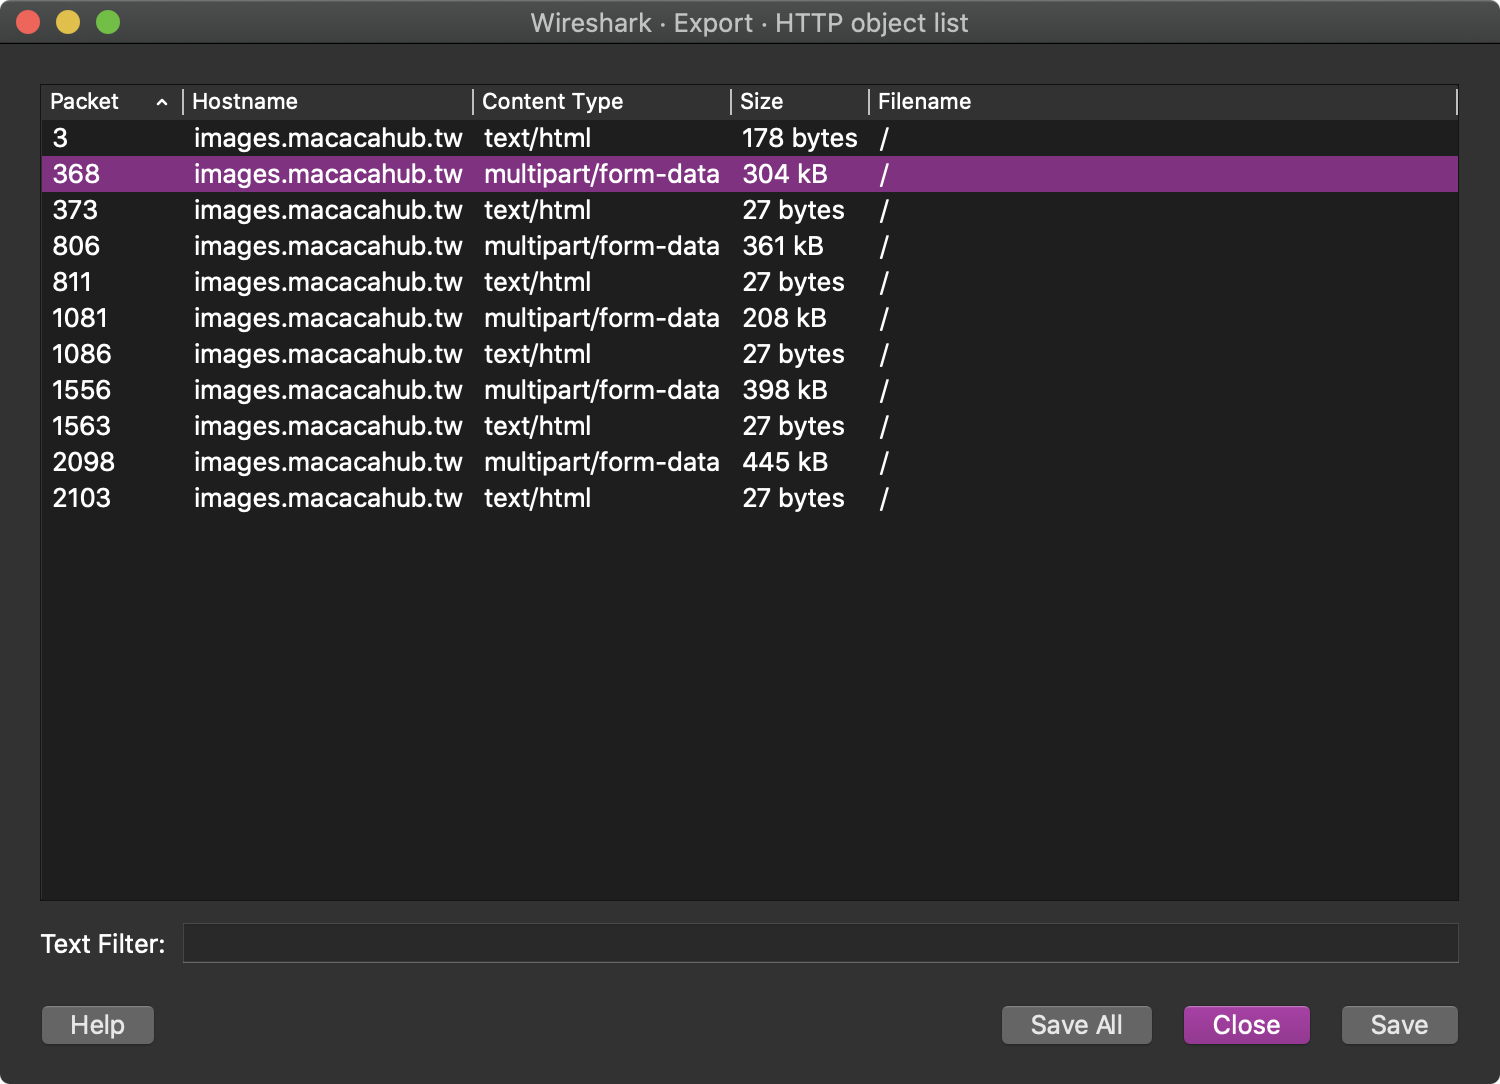 Wireshark · Export · HTTP object list
Packet Hostname Content Type Size Filename
3 images.macacahub.tw text/html 178 bytes /
368 images.macacahub.tw multipart/form-data 304 kB /
373 images.macacahub.tw text/html 27 bytes /
806 images.macacahub.tw multipart/form-data 361 kB /
811 images.macacahub.tw text/html 27 bytes /
1081 images.macacahub.tw multipart/form-data 208 kB /
1086 images.macacahub.tw text/html 27 bytes /
1556 images.macacahub.tw multipart/form-data 398 kB /
1563 images.macacahub.tw text/html 27 bytes /
2098 images.macacahub.tw multipart/form-data 445 kB /
2103 images.macacahub.tw text/html 27 bytes /
Text Filter:
Help Save All Close Save